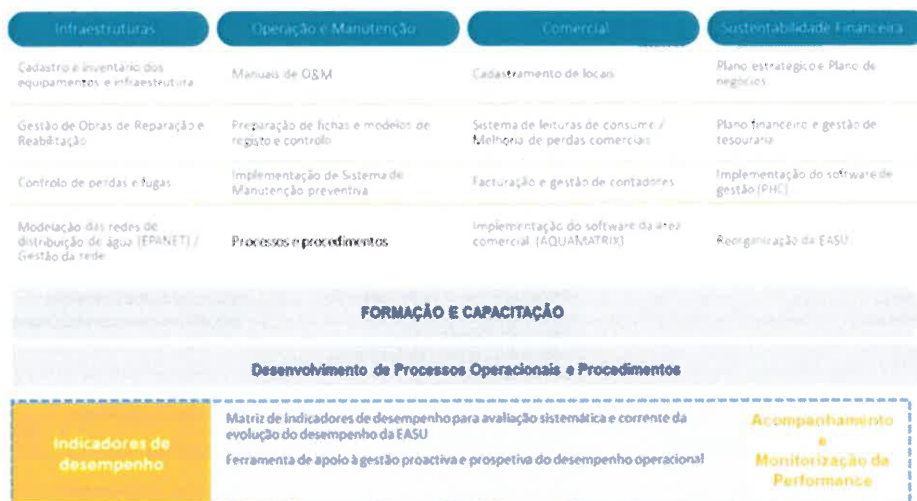 Infraestruturas
Operação e Manutenção
Comercial
Sustentabilidade Financeira
Cadastro e inventário dos
equipamentos e infraestrutura
Manuais de O&M
Cadastramento de locais
Plano estratégico e Plano de
negócios
Gestão de Obras de Reparação e
Reabilitação
Preparação de fichas e modelos de
registo e controlo
Sistema de leituras de consumo /
Melhoria de perdas comerciais
Plano financeiro e gestão de
tesouraria
Controlo de perdas e fugas
Implementação de Sistema de
Manutenção preventiva
Facturação e gestão de contadores
Implementação do software de
gestão (PHC)
Modelação das redes de
distribuição de água (EPANET) /
Gestão da rede
Processos e procedimentos
Implementação do software da área
comercial (AQUAMATRIX)
Reorganização da EASU
FORMAÇÃO E CAPACITAÇÃO
Desenvolvimento de Processos Operacionais e Procedimentos
Indicadores de
desempenho
Matriz de indicadores de desempenho para avaliação sistemática e corrente da
evolução do desempenho da EASU
Ferramenta de apoio à gestão proactiva e prospetiva do desempenho operacional
Acompanhamento
e
Monitorização da
Performance